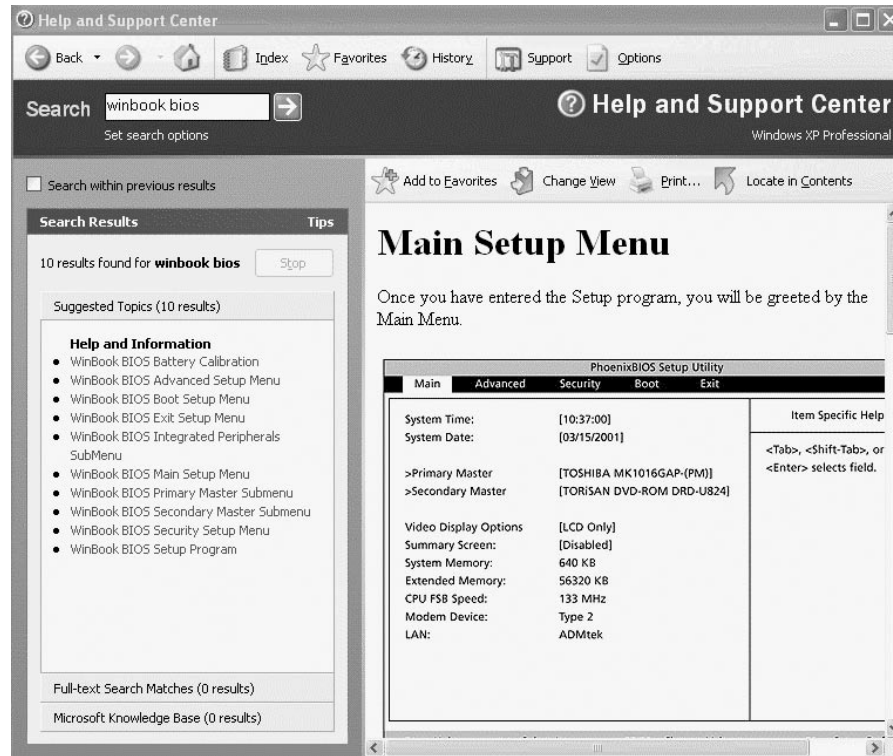 Help and Support Center
Back Index Favorites History Support Options
Search winbook bios
Set search options
Help and Support Center
Windows XP Professional
Search within previous results
Search Results Tips
10 results found for winbook bios Stop
Suggested Topics (10 results)
Help and Information
• WinBook BIOS Battery Calibration
• WinBook BIOS Advanced Setup Menu
• WinBook BIOS Boot Setup Menu
• WinBook BIOS Exit Setup Menu
• WinBook BIOS Integrated Peripherals
SubMenu
• WinBook BIOS Main Setup Menu
• WinBook BIOS Primary Master Submenu
• WinBook BIOS Secondary Master Submenu
• WinBook BIOS Security Setup Menu
• WinBook BIOS Setup Program
Full-text Search Matches (0 results)
Microsoft Knowledge Base (0 results)
Add to Favorites Change View Print... Locate in Contents
Main Setup Menu
Once you have entered the Setup program, you will be greeted by the
Main Menu.
PhoenixBIOS Setup Utility
Main Advanced Security Boot Exit
System Time: [10:37:00]
System Date: [03/15/2001]
>Primary Master [TOSHIBA MK1016GAP-(PM)]
>Secondary Master [TORiSAN DVD-ROM DRD-U824]
Video Display Options [LCD Only]
Summary Screen: [Disabled]
System Memory: 640 KB
Extended Memory: 56320 KB
CPU FSB Speed: 133 MHz
Modem Device: Type 2
LAN: ADMtek
Item Specific Help
<Tab>, <Shift-Tab>, or
<Enter> selects field.